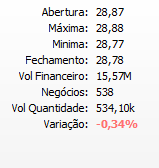 Abertura: 28,87
Máxima: 28,88
Minima: 28,77
Fechamento: 28,78
Vol Financeiro: 15,57M
Negócios: 538
Vol Quantidade: 534,10k
Variação: -0,34%